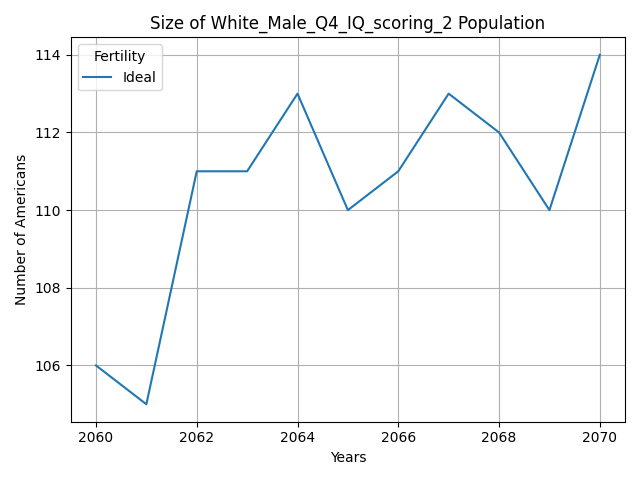 Size of White_Male_Q4_IQ_scoring_2 Population
Fertility
Ideal
114
112
110
108
106
Number of Americans
2060
2062
2064
2066
2068
2070
Years